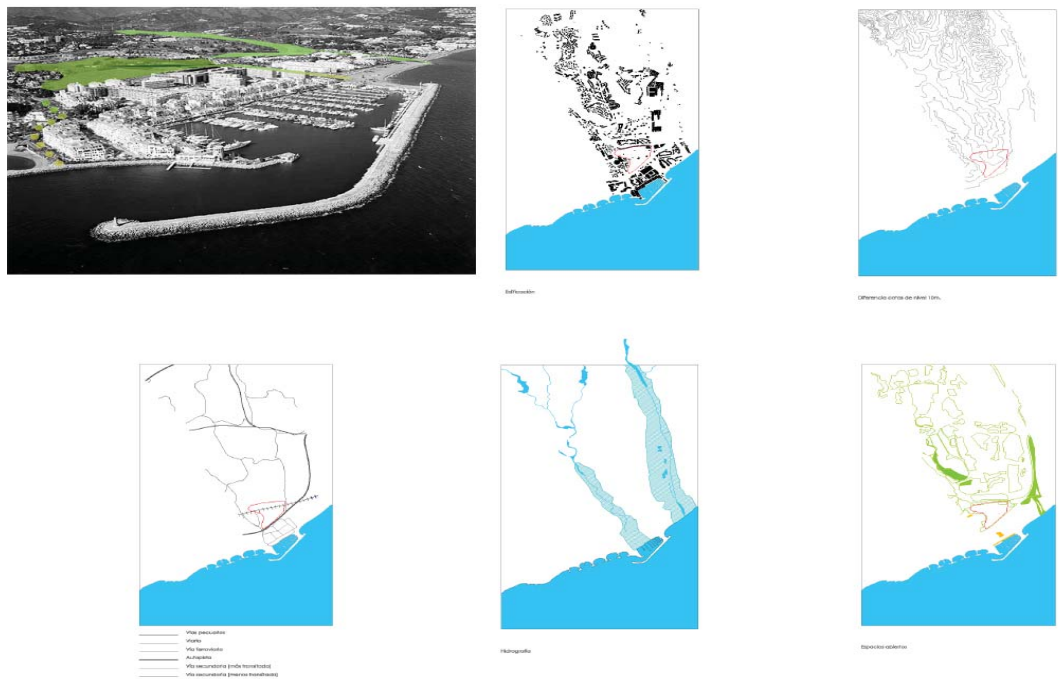 Edificación
Diferencia cotas de nivel 10m.
Vías pecuarias
Viario
Vía ferroviaria
Autopista
Vía secundaria (más transitada)
Vía secundaria (menos transitada)
Hidrografía
Espacios abiertos